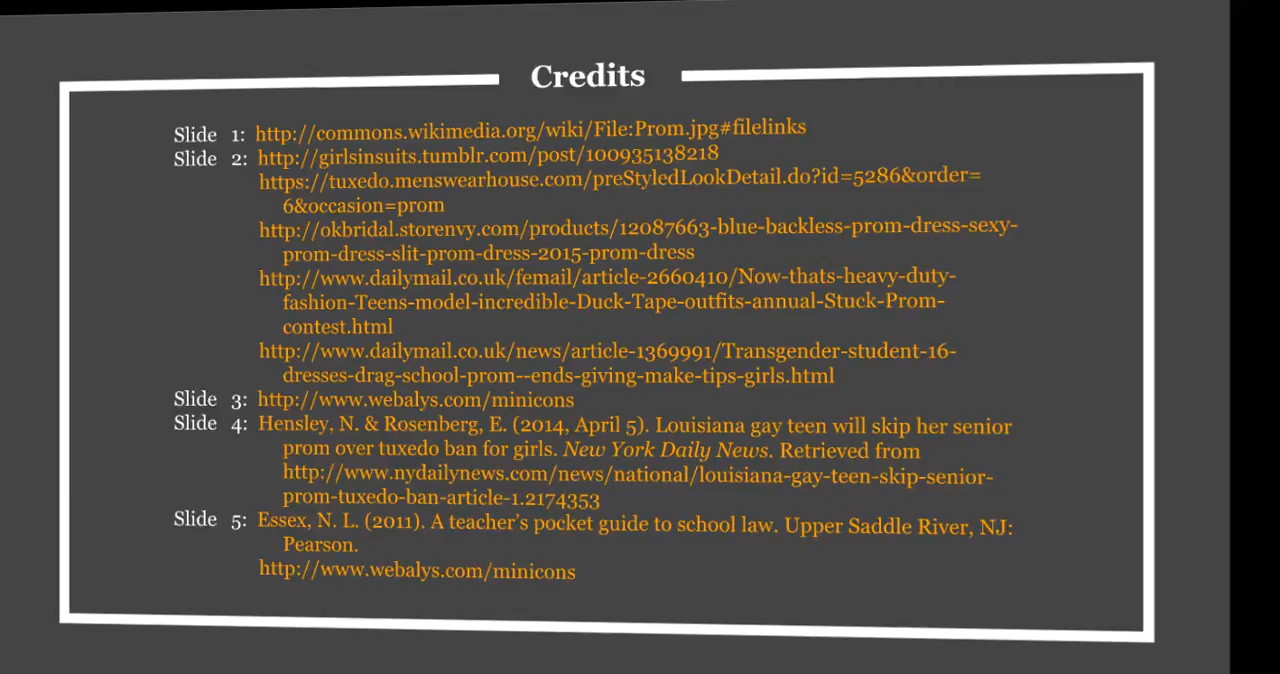 Credits
Slide 1: http://commons.wikimedia.org/wiki/File:Prom.jpg#filelinks
Slide 2: http://girlsinsuits.tumblr.com/post/100935138218
https://tuxedo.menswearhouse.com/preStyledLookDetail.do?id=5286&order=
6&occasion=prom
http://okbridal.storenvy.com/products/12087663-blue-backless-prom-dress-sexy-
prom-dress-slit-prom-dress-2015-prom-dress
http://www.dailymail.co.uk/femail/article-2660410/Now-thats-heavy-duty-
fashion-Teens-model-incredible-Duck-Tape-outfits-annual-Stuck-Prom-
contest.html
http://www.dailymail.co.uk/news/article-1369991/Transgender-student-16-
dresses-drag-school-prom--ends-giving-make-tips-girls.html
Slide 3: http://www.webalys.com/minicons
Slide 4: Hensley, N. & Rosenberg, E. (2014, April 5). Louisiana gay teen will skip her senior
prom over tuxedo ban for girls. New York Daily News. Retrieved from
http://www.nydailynews.com/news/national/louisiana-gay-teen-skip-senior-
prom-tuxedo-ban-article-1.2174353
Slide 5: Essex, N. L. (2011). A teacher's pocket guide to school law. Upper Saddle River, NJ:
Pearson.
http://www.webalys.com/minicons